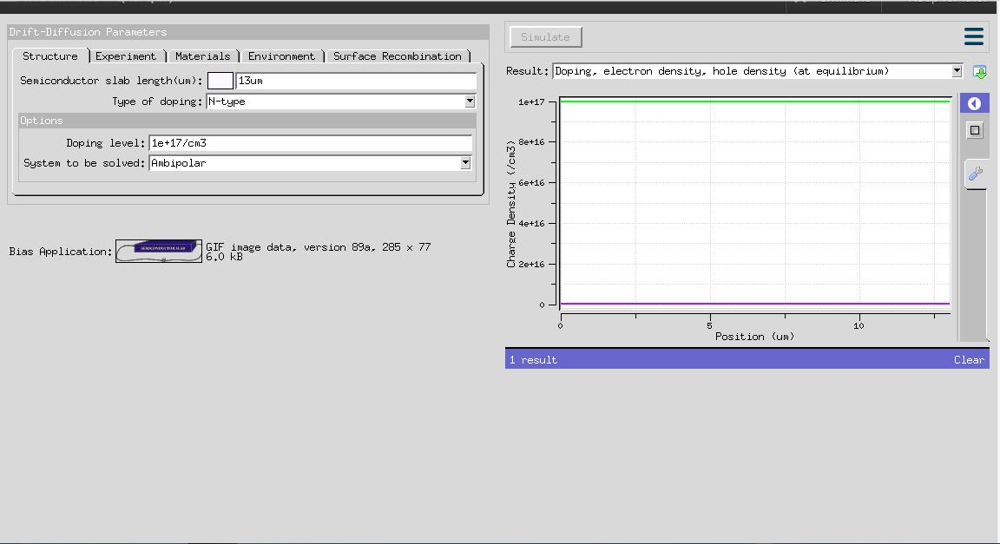 Drift-Diffusion Parameters
Structure Experiment Materials Environment Surface Recombination
Semiconductor slab length(um): 13um
Type of doping: N-type
Options
Doping level: 1e+17/cm3
System to be solved: Ambipolar
Bias Application: SEMICONDUCTOR SLAB GIF image data, version 89a, 285 × 77
6.0 kB
Simulate
Result: Doping, electron density, hole density (at equilibrium)
Charge Density (/cm3)
1e+17
8e+16
6e+16
4e+16
2e+16
0
0 5 10
Position (um)
1 result Clear